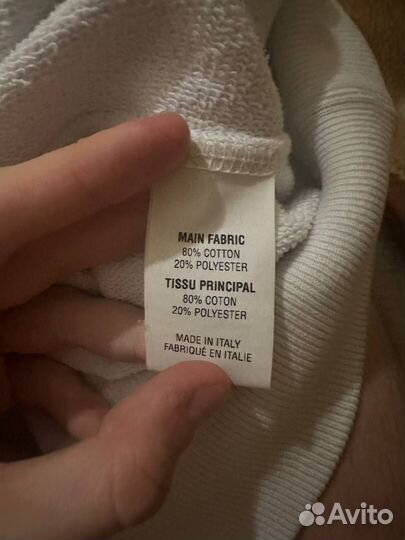 MAIN FABRIC
80% COTTON
20% POLYESTER
TISSU PRINCIPAL
80% COTON
20% POLYESTER
MADE IN ITALY
FABRIQUÉ EN ITALIE
Avito